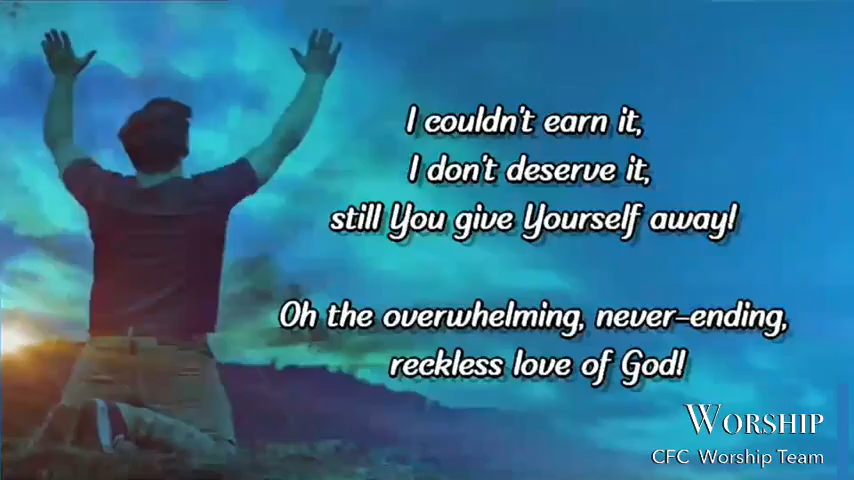 I couldn't earn it,
I don't deserve it,
still You give Yourself away!
Oh the overwhelming, never-ending,
reckless love of God!
WORSHIP
CFC Worship Team